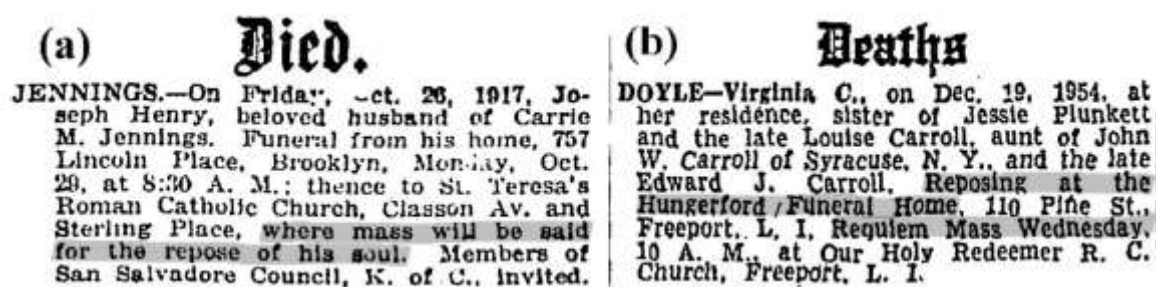 (a) Died.
JENNINGS.—On Friday, Oct. 26, 1917, Jo-
seph Henry, beloved husband of Carrie
M. Jennings. Funeral from his home, 757
Lincoln Place, Brooklyn, Monday, Oct.
29, at 8:30 A. M.; thence to St. Teresa's
Roman Catholic Church, Classon Av. and
Sterling Place, where mass will be said
for the repose of his soul. Members of
San Salvadore Council, K. of C., invited.
(b) Deaths
DOYLE—Virginia C., on Dec. 19, 1954, at
her residence, sister of Jessie Plunkett
and the late Louise Carroll, aunt of John
W. Carroll of Syracuse, N. Y., and the late
Edward J. Carroll. Reposing at the
Hungerford Funeral Home, 110 Pine St.,
Freeport, L. I. Requiem Mass Wednesday,
10 A. M., at Our Holy Redeemer R. C.
Church, Freeport, L. I.